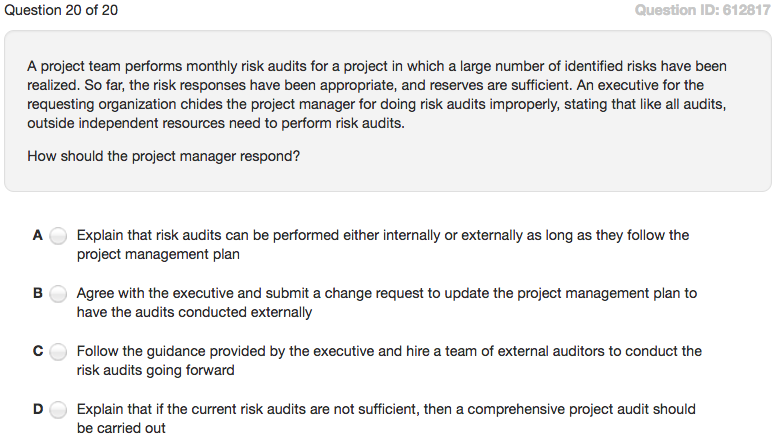 Question 20 of 20
Question ID: 612817
A project team performs monthly risk audits for a project in which a large number of identified risks have been
realized. So far, the risk responses have been appropriate, and reserves are sufficient. An executive for the
requesting organization chides the project manager for doing risk audits improperly, stating that like all audits,
outside independent resources need to perform risk audits.
How should the project manager respond?
A Explain that risk audits can be performed either internally or externally as long as they follow the
project management plan
B Agree with the executive and submit a change request to update the project management plan to
have the audits conducted externally
C Follow the guidance provided by the executive and hire a team of external auditors to conduct the
risk audits going forward
D Explain that if the current risk audits are not sufficient, then a comprehensive project audit should
be carried out